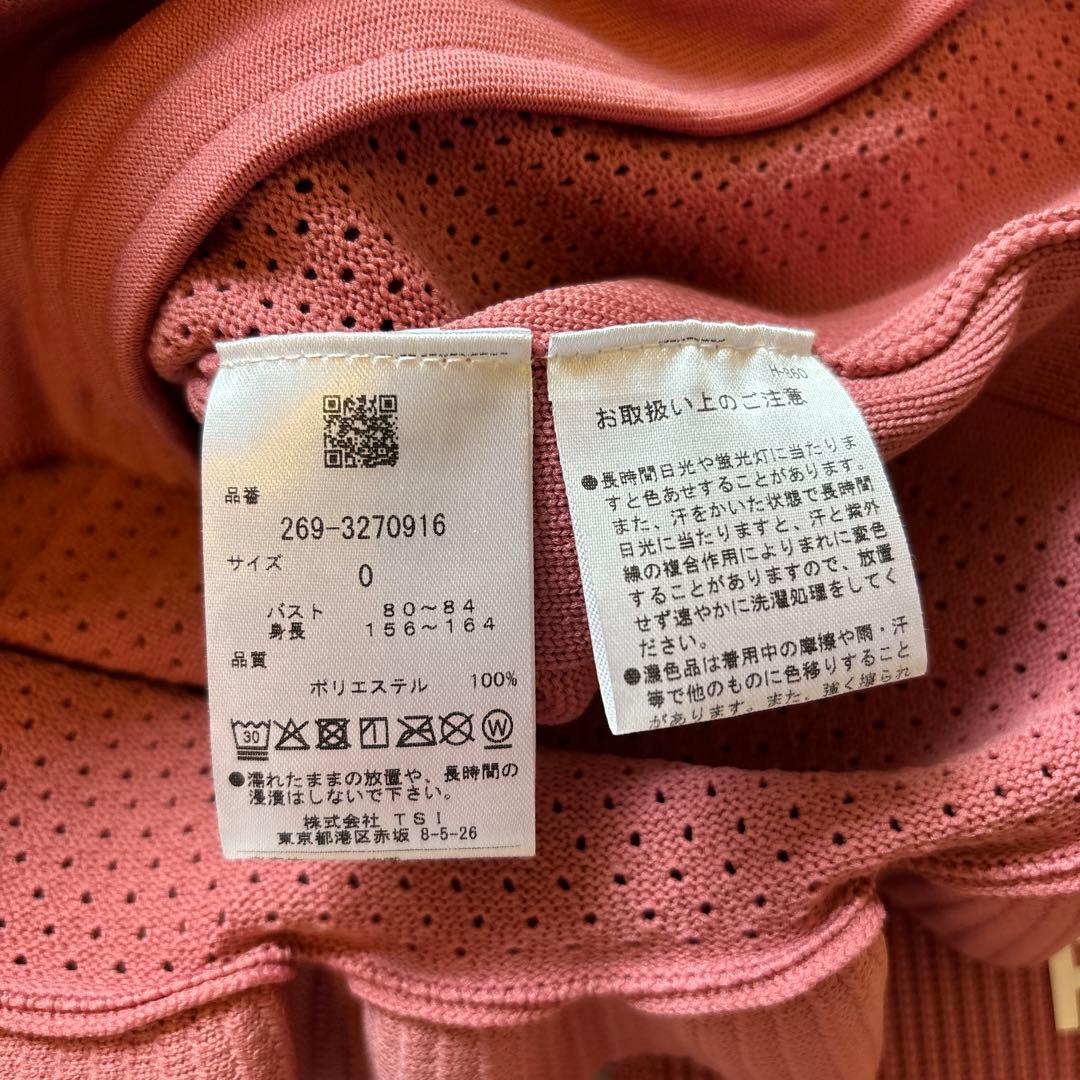 品番
269-3270916
サイズ
0
バスト 80～84
身長 156～164
品質
ポリエステル 100%
30
W
●濡れたままの放置や、長時間の
浸漬はしないで下さい。
株式会社 TSI
東京都港区赤坂 8-5-26
H-360
お取扱い上のご注意
●長時間日光や蛍光灯に当たりま
すと色あせすることがあります。
また、汗をかいた状態で長時間
日光に当たりますと、汗と紫外
線の複合作用によりまれに変色
することがありますので、放置
せず速やかに洗濯処理をしてく
ださい。
●濃色品は着用中の摩擦や雨・汗
等で他のものに色移りすること
があります。また、強く擦られ